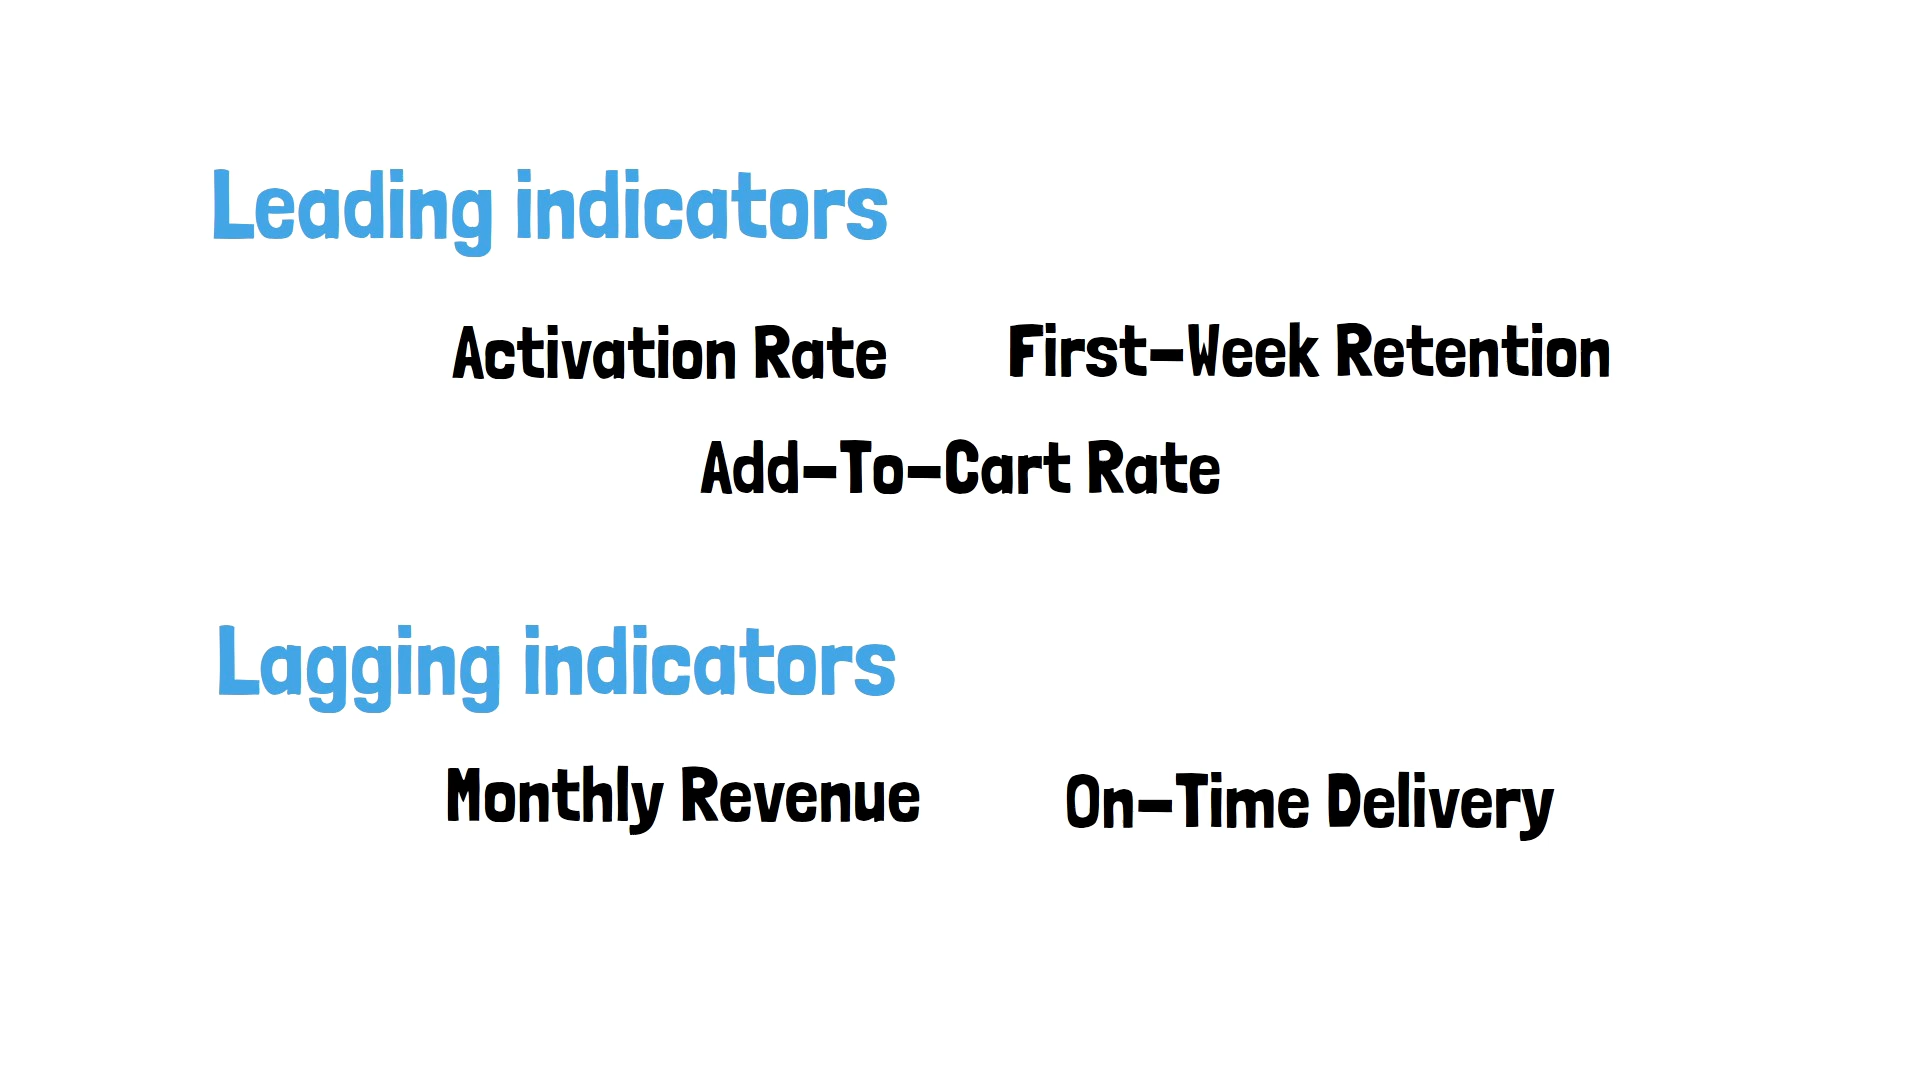 Leading indicators
Activation Rate First-Week Retention
Add-To-Cart Rate
Lagging indicators
Monthly Revenue On-Time Delivery